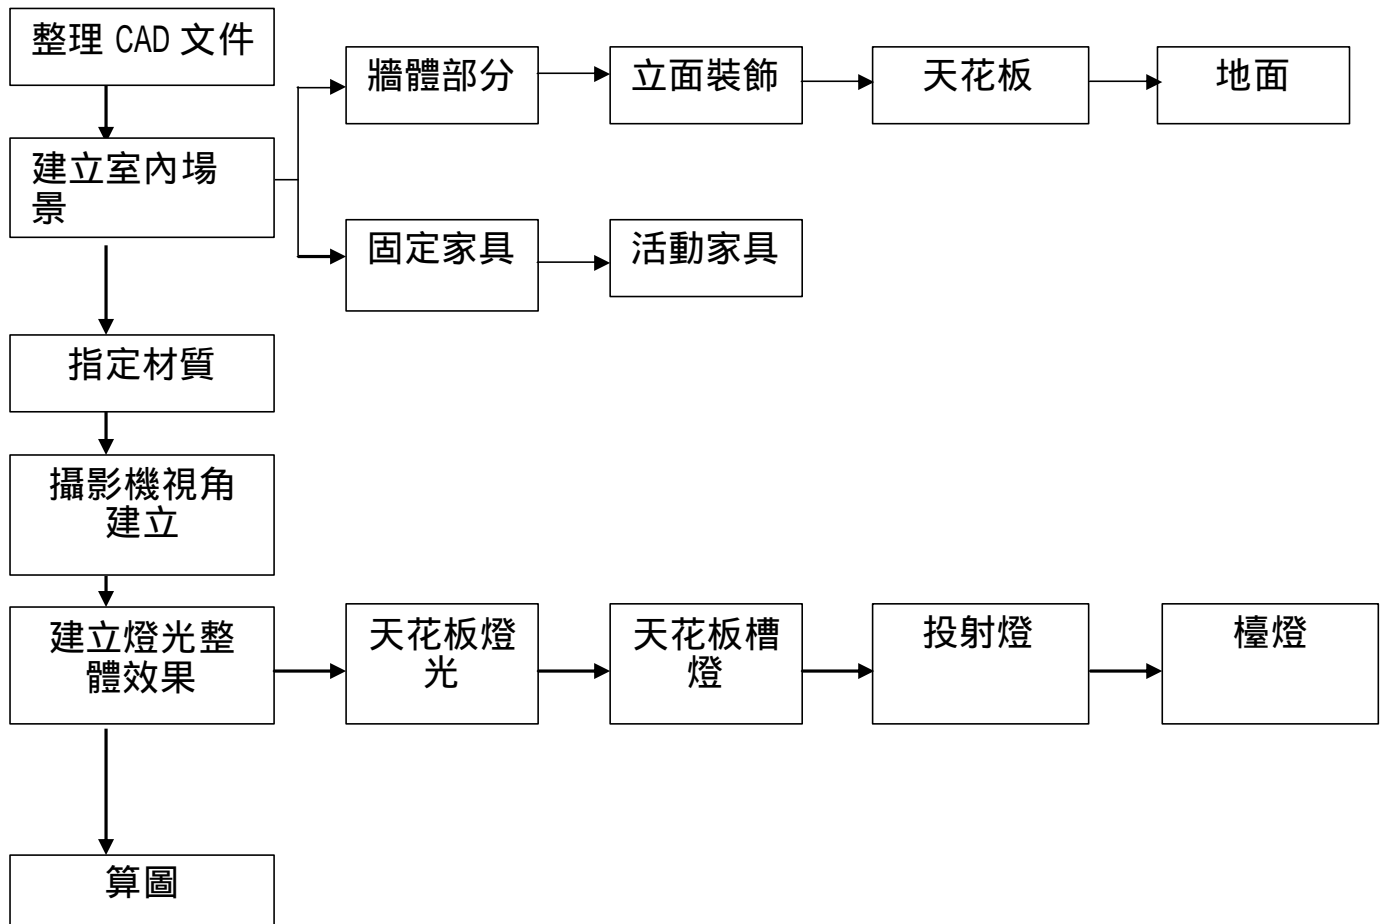 整理 CAD 文件
牆體部分
立面裝飾
天花板
地面
建立室內場
景
固定家具
活動家具
指定材質
攝影機視角
建立
建立燈光整
體效果
天花板燈
光
天花板槽
燈
投射燈
檯燈
算圖